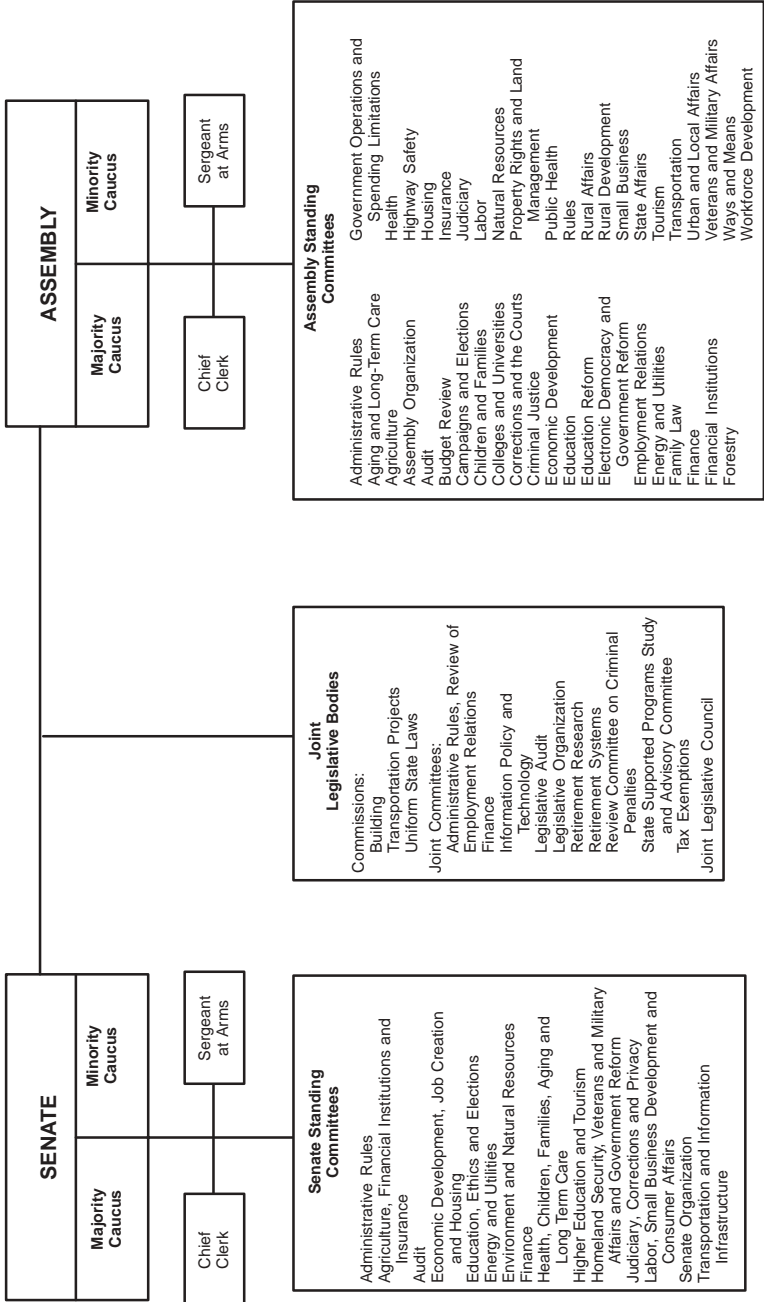 SENATE
Majority
Caucus
Minority
Caucus
Chief
Clerk
Sergeant
at Arms
Senate Standing
Committees
Administrative Rules
Agriculture, Financial Institutions and
Insurance
Audit
Economic Development, Job Creation
and Housing
Education, Ethics and Elections
Energy and Utilities
Environment and Natural Resources
Finance
Health, Children, Families, Aging and
Long Term Care
Higher Education and Tourism
Homeland Security, Veterans and Military
Affairs and Government Reform
Judiciary, Corrections and Privacy
Labor, Small Business Development and
Consumer Affairs
Senate Organization
Transportation and Information
Infrastructure
Joint
Legislative Bodies
Commissions:
Building
Transportation Projects
Uniform State Laws
Joint Committees:
Administrative Rules, Review of
Employment Relations
Finance
Information Policy and
Technology
Legislative Audit
Legislative Organization
Retirement Research
Retirement Systems
Review Committee on Criminal
Penalties
State Supported Programs Study
and Advisory Committee
Tax Exemptions
Joint Legislative Council
ASSEMBLY
Majority
Caucus
Minority
Caucus
Chief
Clerk
Sergeant
at Arms
Assembly Standing
Committees
Administrative Rules
Aging and Long-Term Care
Agriculture
Assembly Organization
Audit
Budget Review
Campaigns and Elections
Children and Families
Colleges and Universities
Corrections and the Courts
Criminal Justice
Economic Development
Education
Education Reform
Electronic Democracy and
Government Reform
Employment Relations
Energy and Utilities
Family Law
Finance
Financial Institutions
Forestry
Government Operations and
Spending Limitations
Health
Highway Safety
Housing
Insurance
Judiciary
Labor
Natural Resources
Property Rights and Land
Management
Public Health
Rules
Rural Affairs
Rural Development
Small Business
State Affairs
Tourism
Transportation
Urban and Local Affairs
Veterans and Military Affairs
Ways and Means
Workforce Development